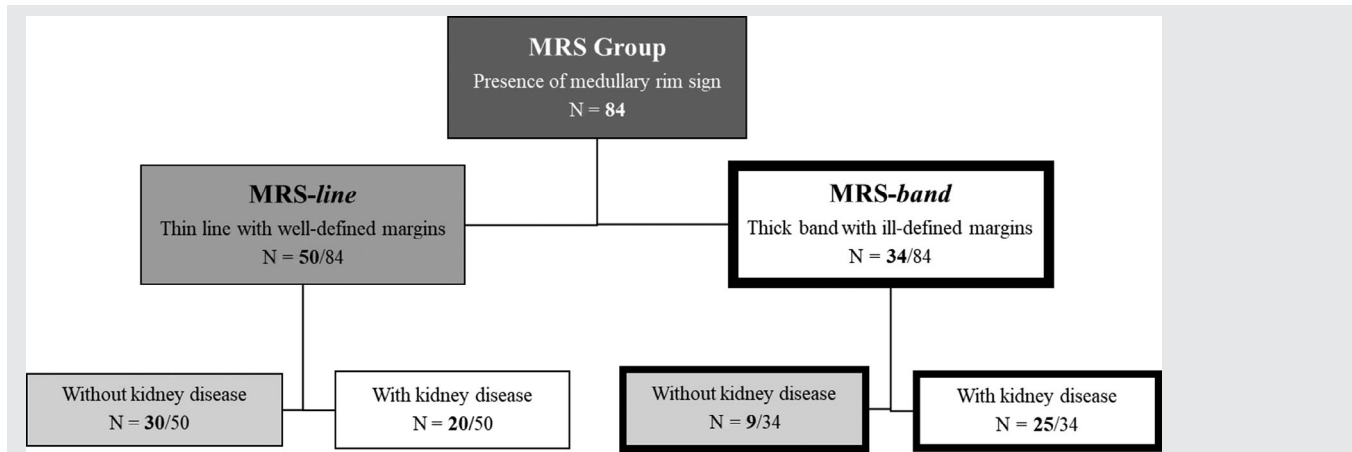 MRS Group
Presence of medullary rim sign
N = 84
MRS-line
Thin line with well-defined margins
N = 50/84
MRS-band
Thick band with ill-defined margins
N = 34/84
Without kidney disease
N = 30/50
With kidney disease
N = 20/50
Without kidney disease
N = 9/34
With kidney disease
N = 25/34